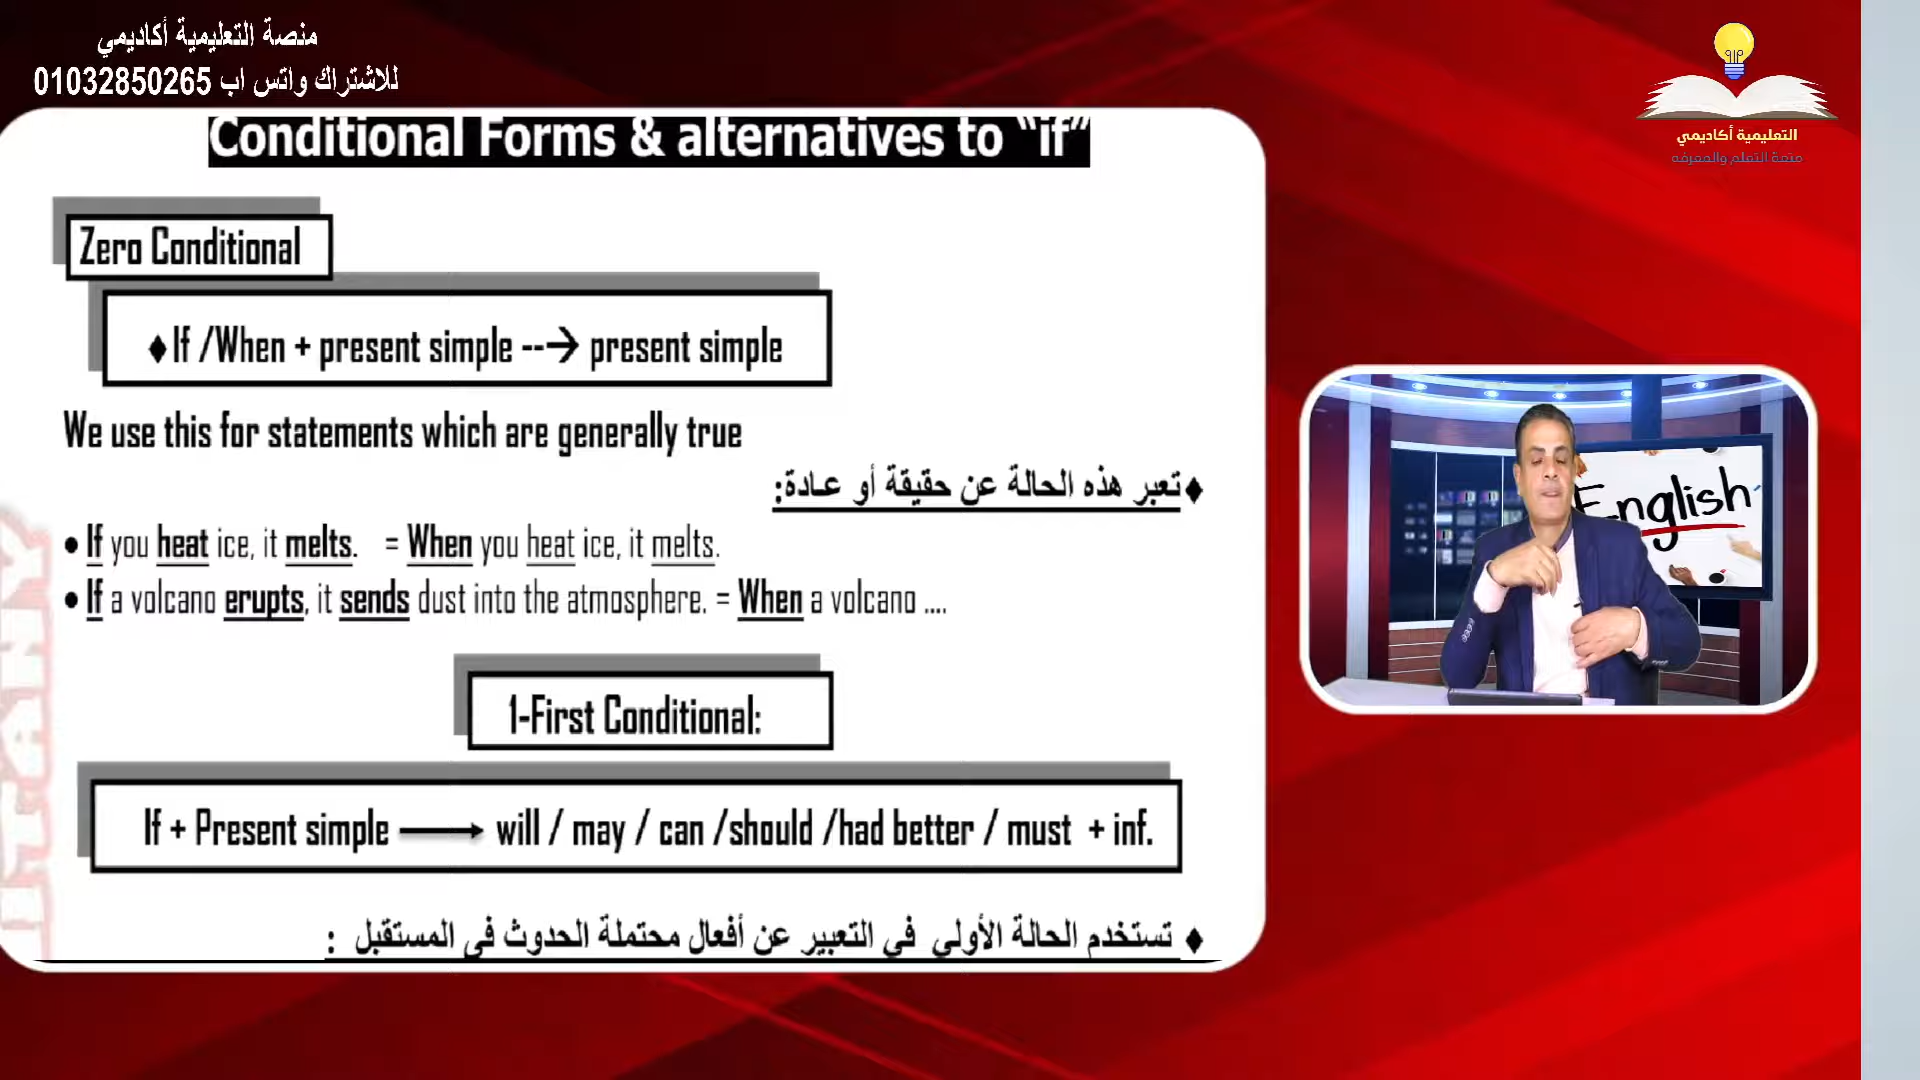 منصة التعليمية أكاديمي
للاشتراك واتس اب 01032850265
التعليمية أكاديمي
متعة التعلم والمعرفه
Conditional Forms & alternatives to “if”
Zero Conditional
♦If /When + present simple --→ present simple
We use this for statements which are generally true
♦تعبر هذه الحالة عن حقيقة أو عادة:
• If you heat ice, it melts. = When you heat ice, it melts.
• If a volcano erupts, it sends dust into the atmosphere. = When a volcano ....
English
1-First Conditional:
If + Present simple ⟶ will / may / can /should /had better / must + inf.
♦ تستخدم الحالة الأولي في التعبير عن أفعال محتملة الحدوث في المستقبل :